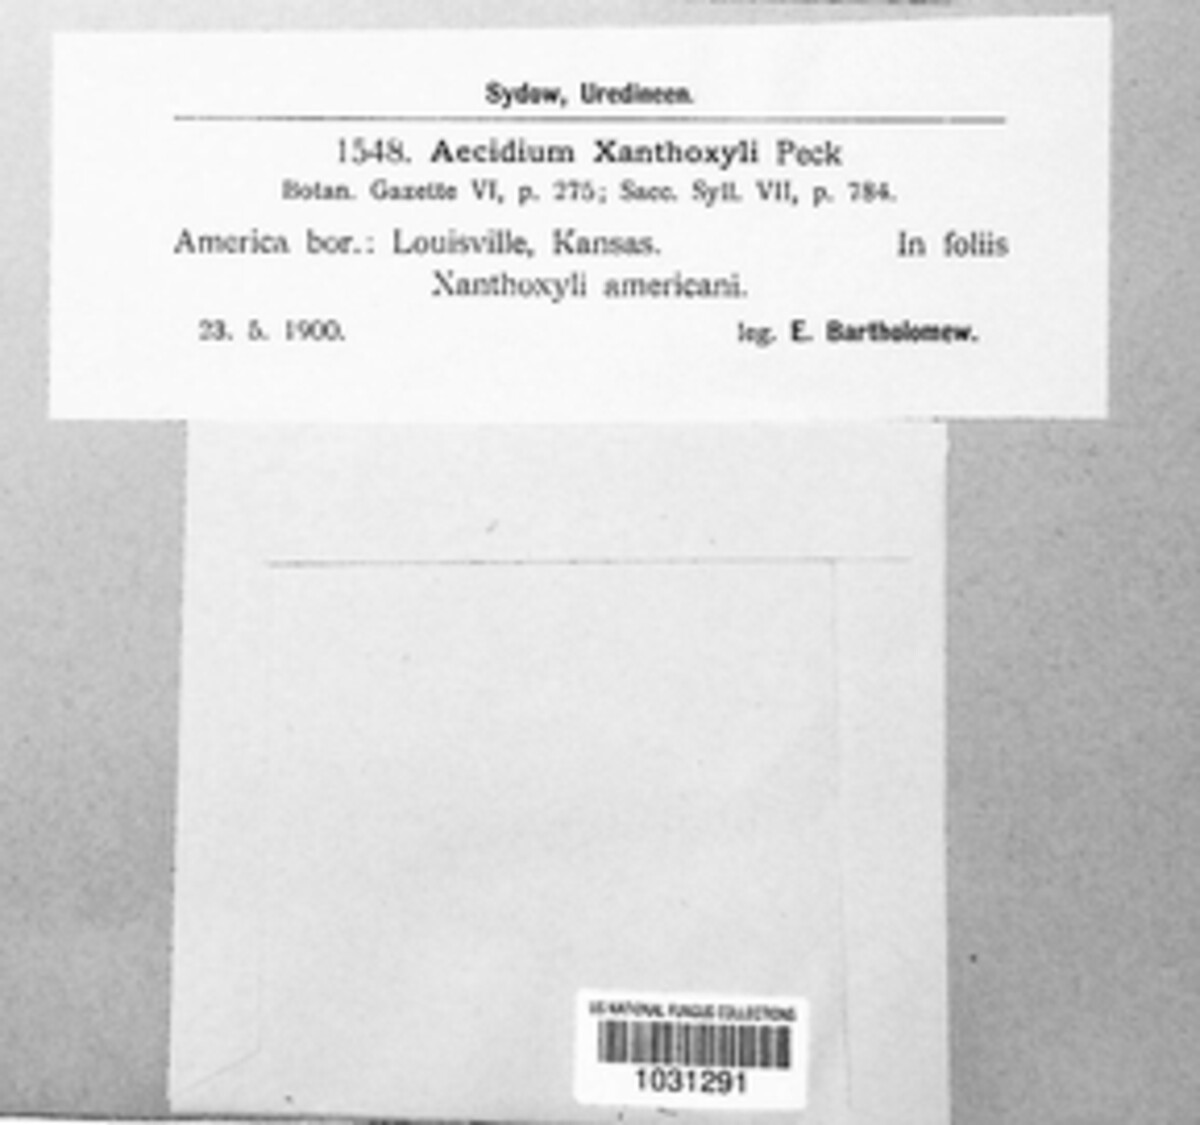 Sydow, Uredineen.
1548. Aecidium Xanthoxyli Peck
Botan. Gazette VI, p. 275; Sacc. Syll. VII, p. 784.
America bor.: Louisville, Kansas. In foliis
Xanthoxyli americani.
23. 5. 1900. leg. E. Bartholomew.
US NATIONAL FUNGUS COLLECTIONS
1031291